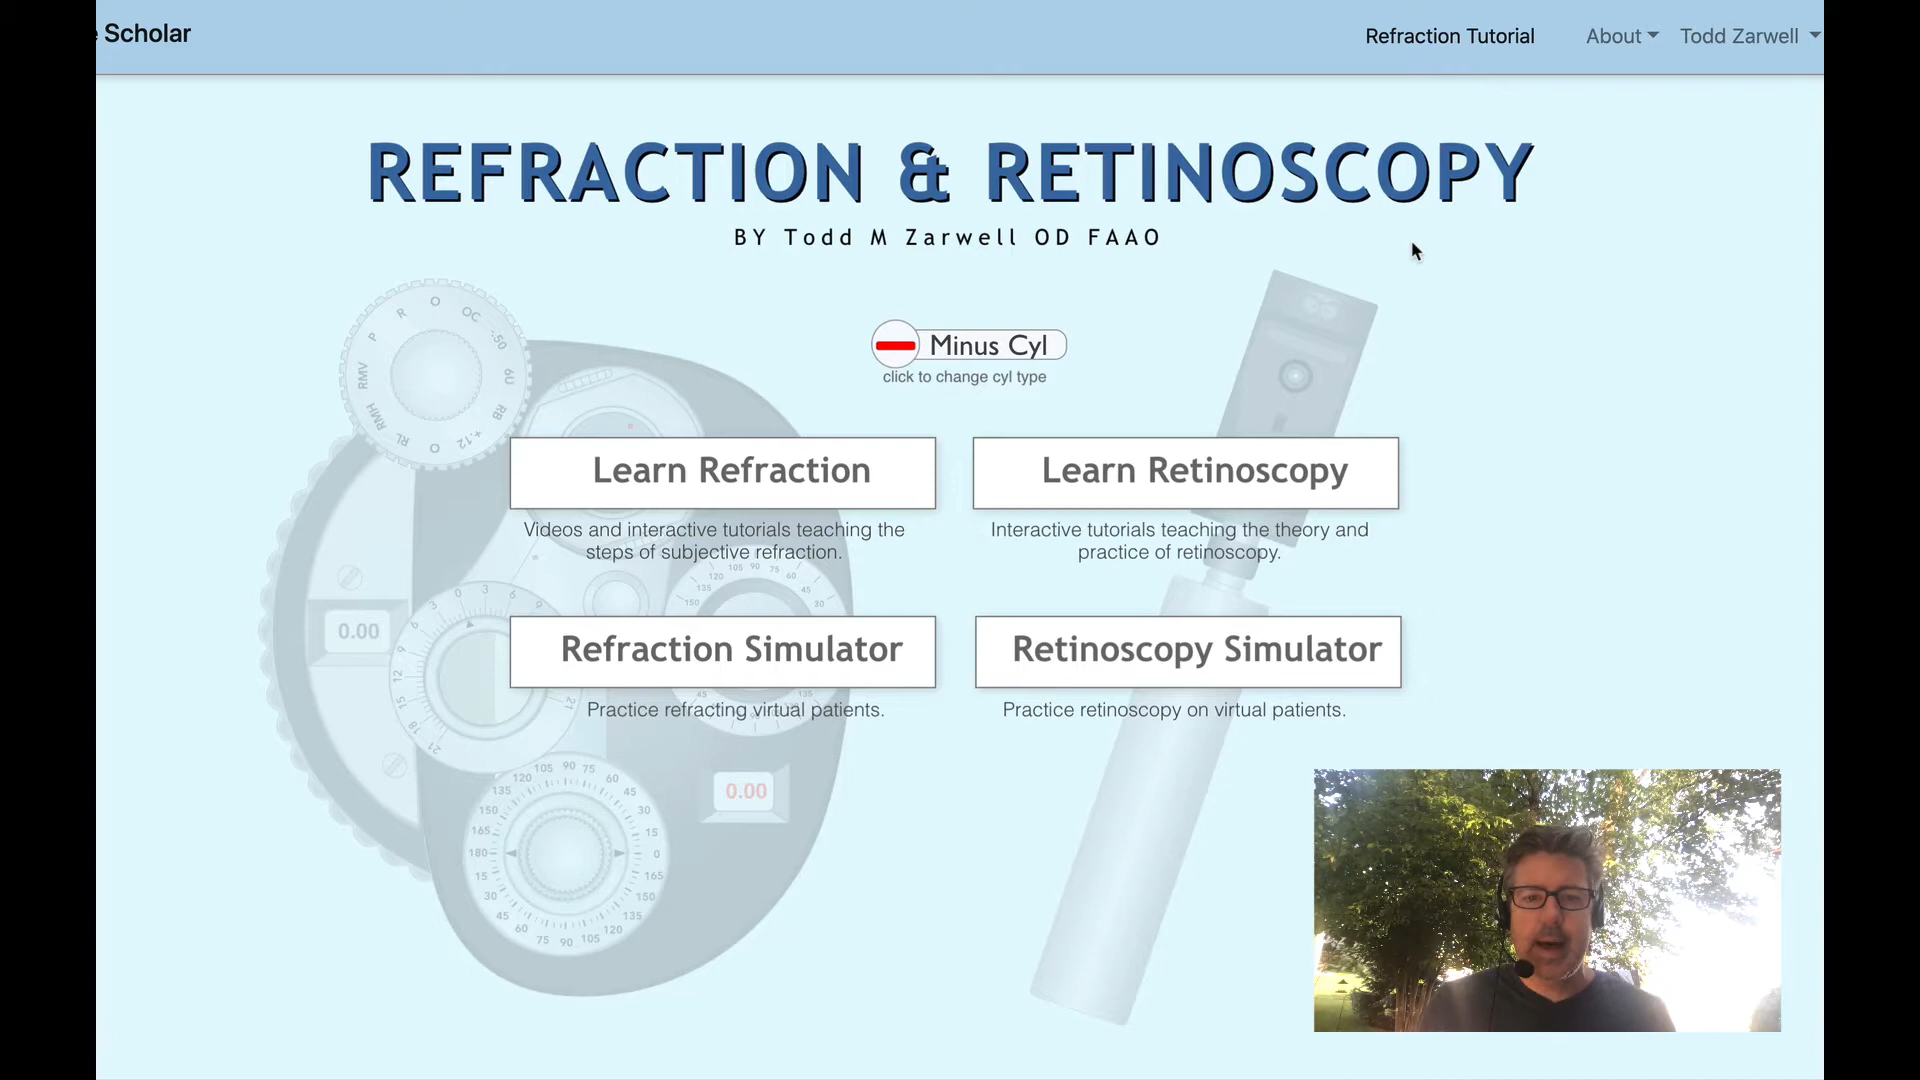 Scholar
Refraction Tutorial
About
Todd Zarwell
REFRACTION & RETINOSCOPY
BY Todd M Zarwell OD FAAO
Minus Cyl
click to change cyl type
Learn Refraction
Videos and interactive tutorials teaching the
steps of subjective refraction.
Learn Retinoscopy
Interactive tutorials teaching the theory and
practice of retinoscopy.
Refraction Simulator
Practice refracting virtual patients.
Retinoscopy Simulator
Practice retinoscopy on virtual patients.
0.00
0.00